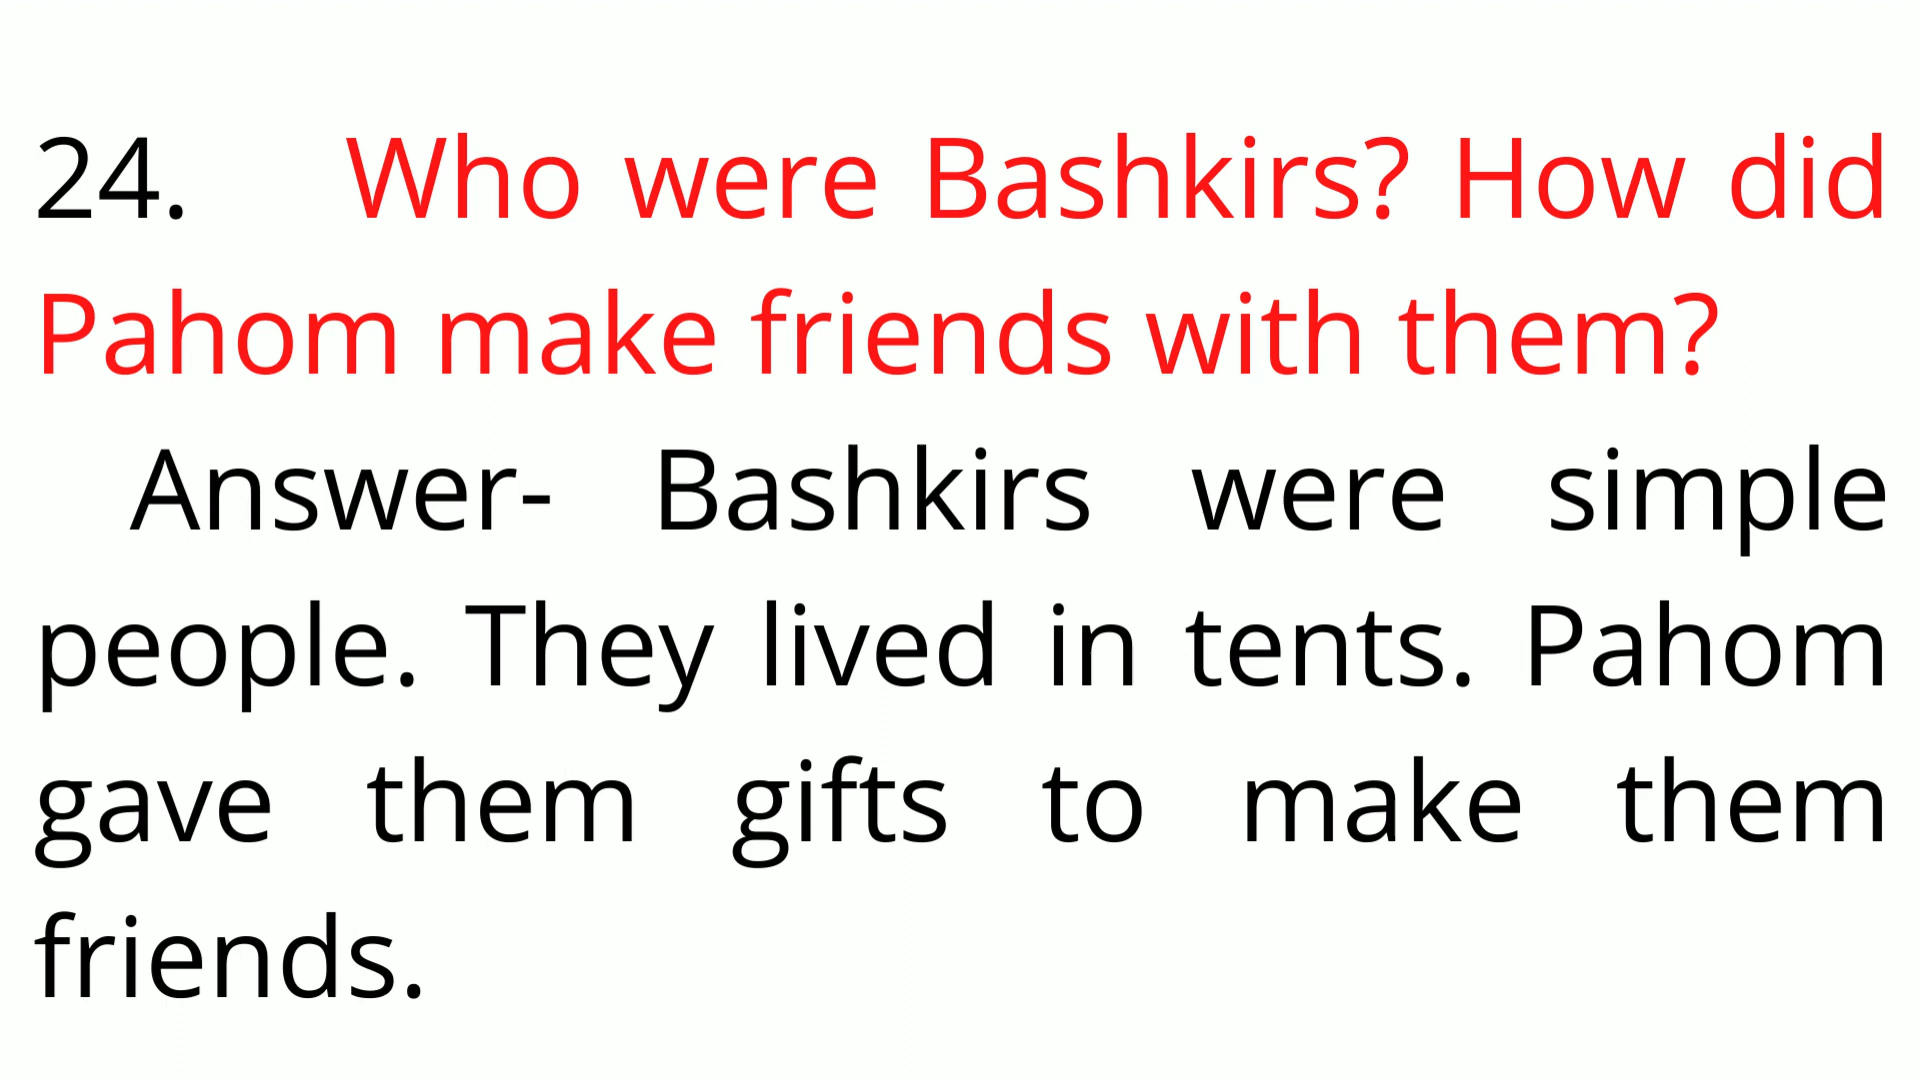 24. Who were Bashkirs? How did
Pahom make friends with them?
Answer- Bashkirs were simple
people. They lived in tents. Pahom
gave them gifts to make them
friends.